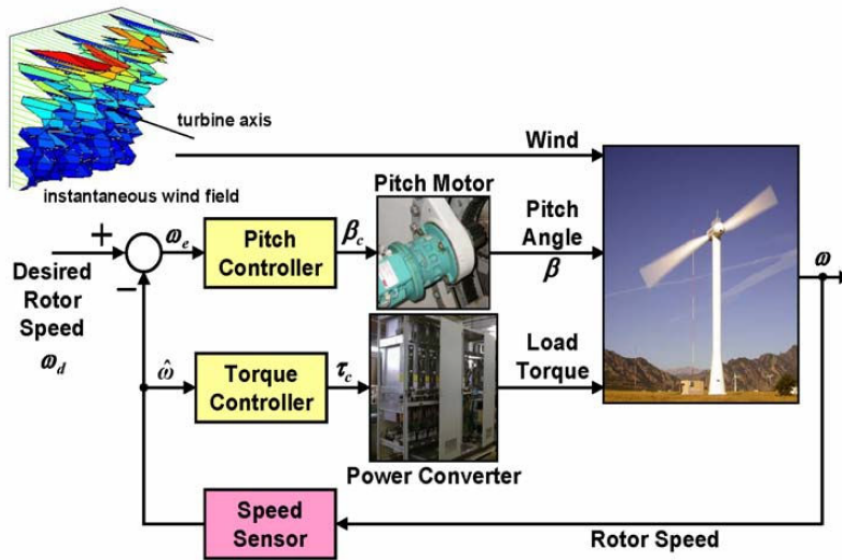 turbine axis
instantaneous wind field
Wind
Pitch Motor
+
ω_e
Pitch
Controller
β_c
Pitch
Angle
β
ω
−
Desired
Rotor
Speed
ω_d
ω̂
Torque
Controller
τ_c
Load
Torque
Power Converter
Speed
Sensor
Rotor Speed